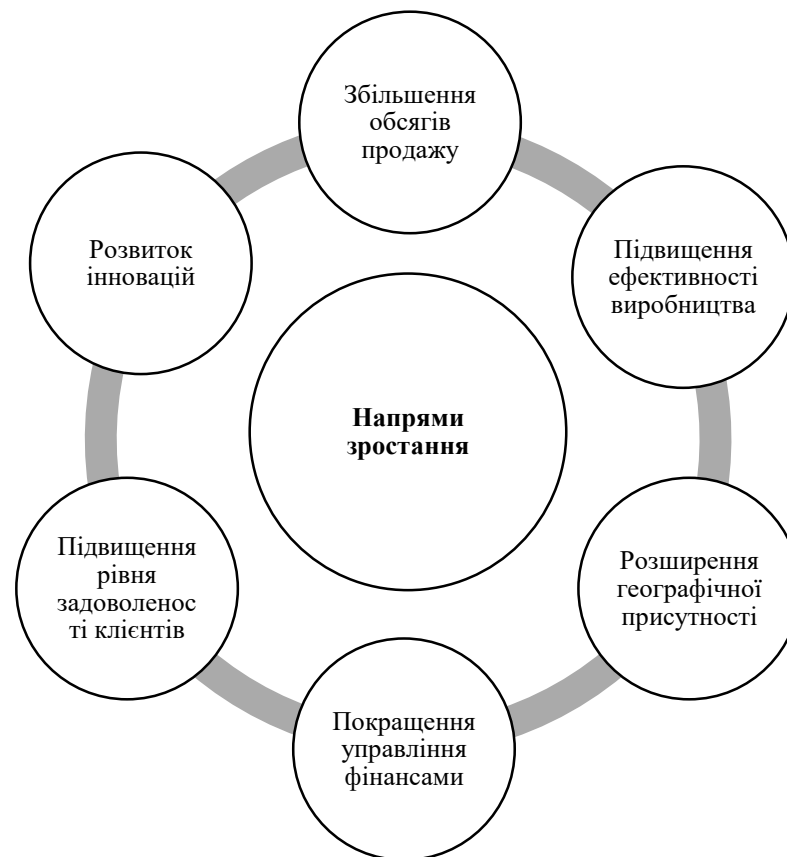 Збільшення
обсягів
продажу
Підвищення
ефективності
виробництва
Розширення
географічної
присутності
Покращення
управління
фінансами
Підвищення
рівня
задоволенос
ті клієнтів
Розвиток
інновацій
Напрями
зростання